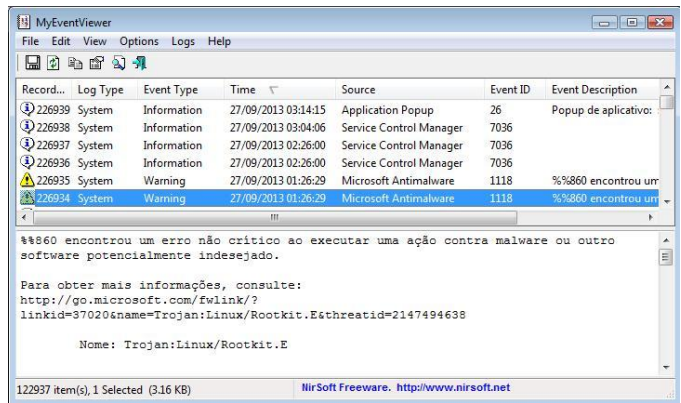 MyEventViewer
File Edit View Options Logs Help
Record... Log Type Event Type Time Source Event ID Event Description
226939 System Information 27/09/2013 03:14:15 Application Popup 26 Popup de aplicativo:
226938 System Information 27/09/2013 03:04:06 Service Control Manager 7036
226937 System Information 27/09/2013 02:26:00 Service Control Manager 7036
226936 System Information 27/09/2013 02:26:00 Service Control Manager 7036
226935 System Warning 27/09/2013 01:26:29 Microsoft Antimalware 1118 %%860 encontrou um
226934 System Warning 27/09/2013 01:26:29 Microsoft Antimalware 1118 %%860 encontrou um
%%860 encontrou um erro não crítico ao executar uma ação contra malware ou outro
software potencialmente indesejado.
Para obter mais informações, consulte:
http://go.microsoft.com/fwlink/?
linkid=37020&name=Trojan:Linux/Rootkit.E&threatid=2147494638
Nome: Trojan:Linux/Rootkit.E
122937 item(s), 1 Selected (3.16 KB) NirSoft Freeware. http://www.nirsoft.net